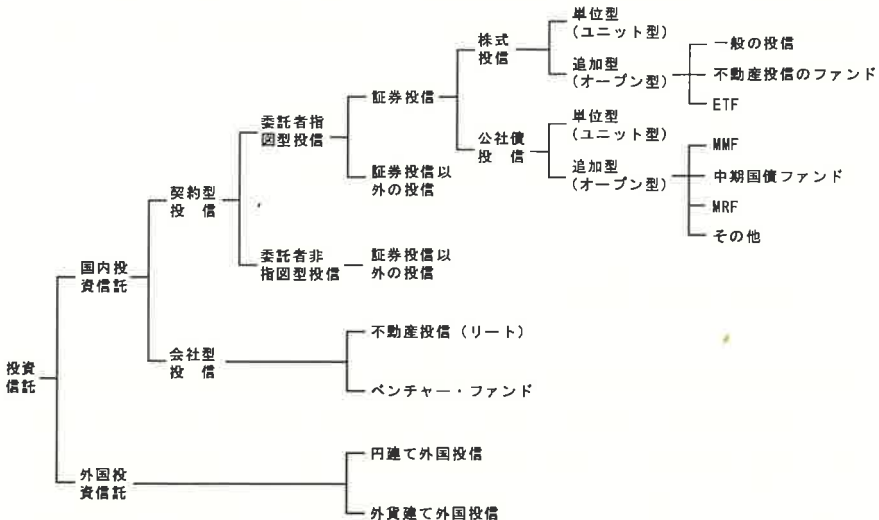 投資
信託
国内投
資信託
契約型
投　信
委託者指
図型投信
証券投信
株式
投信
単位型
(ユニット型)
追加型
(オープン型)
一般の投信
不動産投信のファンド
ETF
公社債
投　信
単位型
(ユニット型)
追加型
(オープン型)
MMF
中期国債ファンド
MRF
その他
証券投信以
外の投信
委託者非
指図型投信
証券投信以
外の投信
会社型
投　信
不動産投信(リート)
ベンチャー・ファンド
外国投
資信託
円建て外国投信
外貨建て外国投信